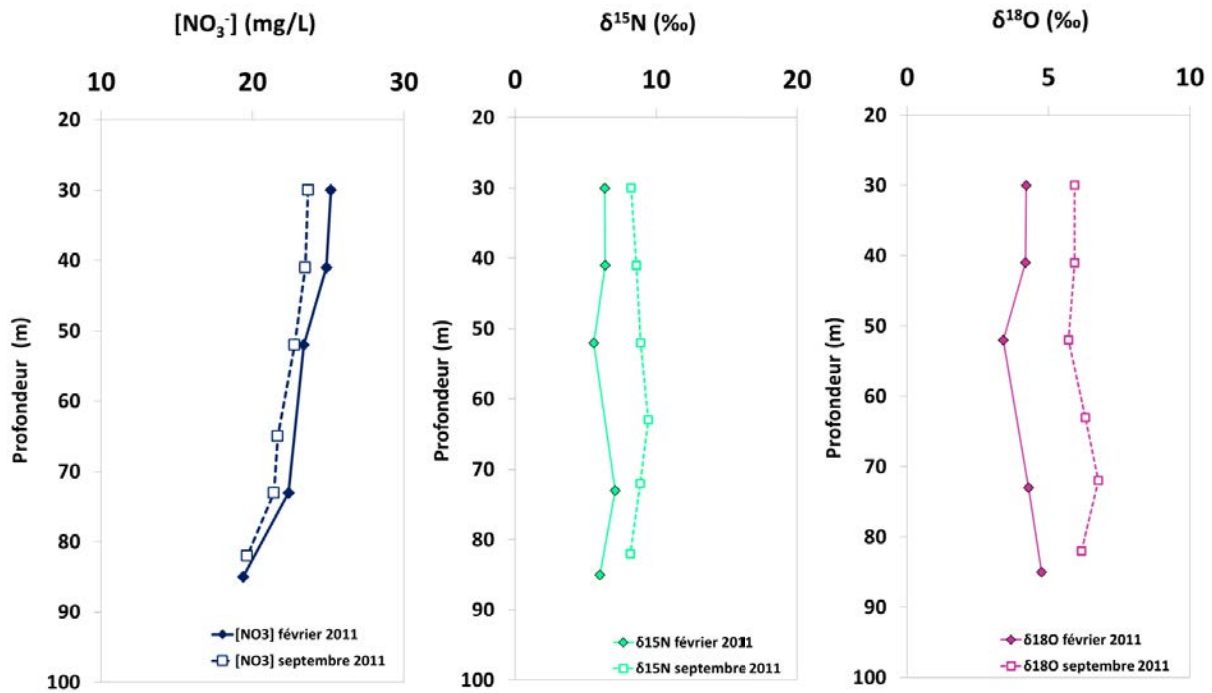 [NO₃⁻] (mg/L)
10 20 30
20
30
40
50
60
70
80
90
100
Profondeur (m)
[NO3] février 2011
[NO3] septembre 2011
δ¹⁵N (‰)
0 10 20
20
30
40
50
60
70
80
90
100
Profondeur (m)
δ15N février 2011
δ15N septembre 2011
δ¹⁸O (‰)
0 5 10
20
30
40
50
60
70
80
90
100
Profondeur (m)
δ18O février 2011
δ18O septembre 2011